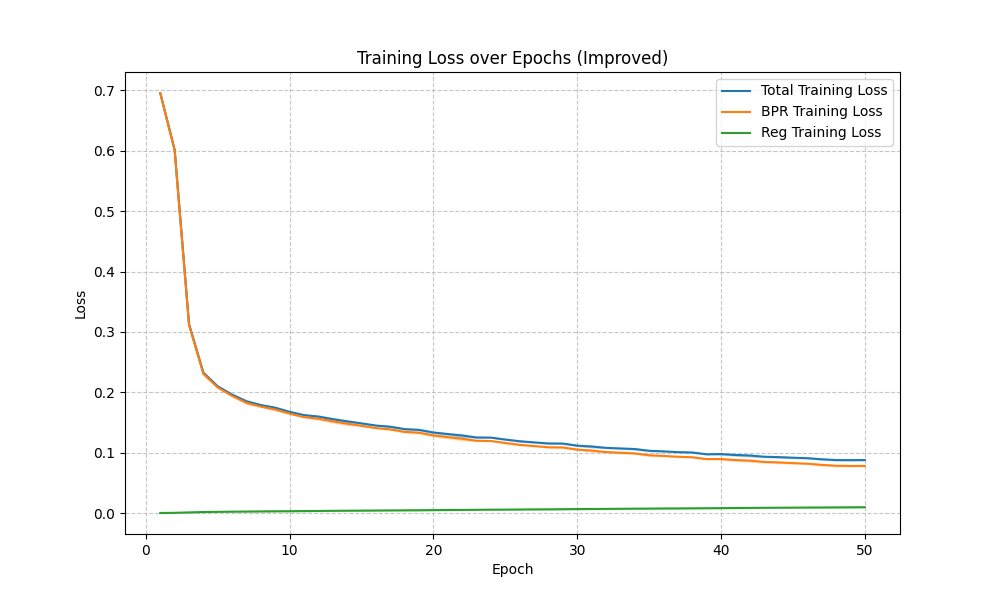 Training Loss over Epochs (Improved)
Total Training Loss
BPR Training Loss
Reg Training Loss
Loss
0.7
0.6
0.5
0.4
0.3
0.2
0.1
0.0
0 10 20 30 40 50
Epoch